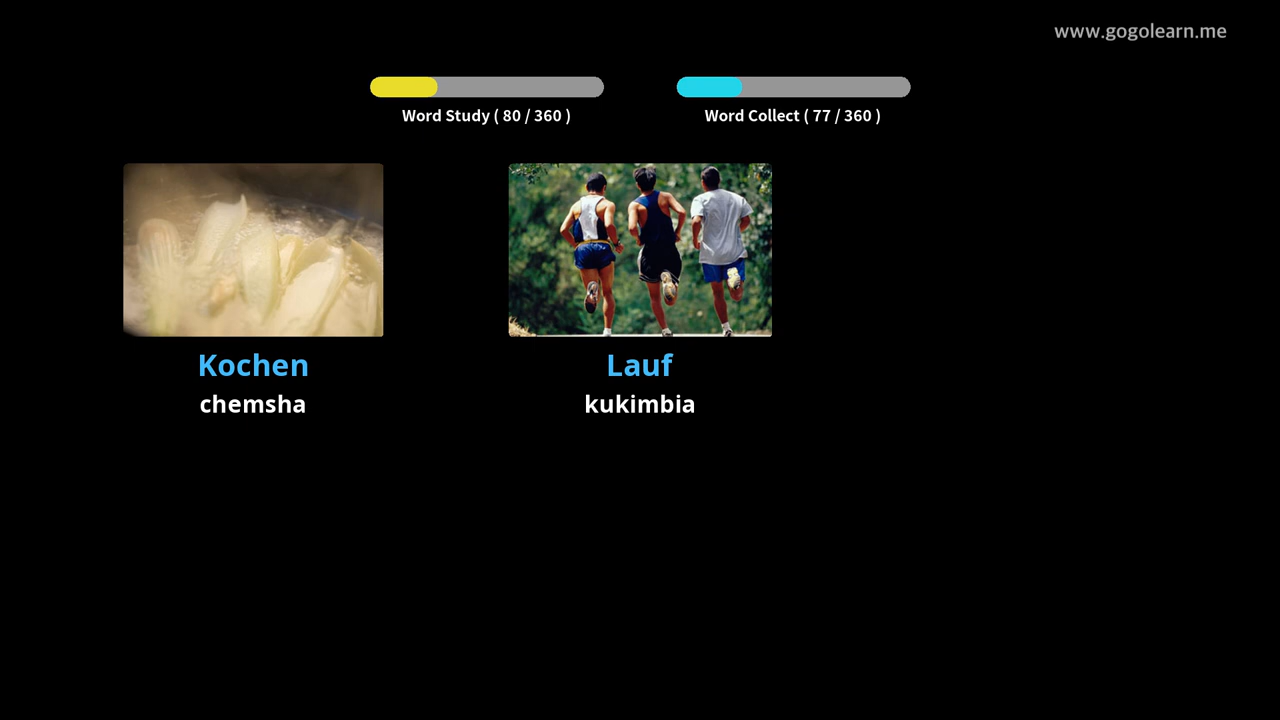 www.gogolearn.me
Word Study ( 80 / 360 )
Word Collect ( 77 / 360 )
Kochen
chemsha
Lauf
kukimbia